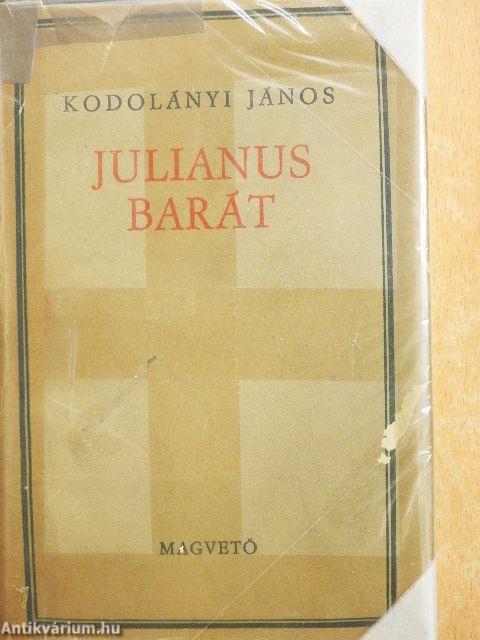 KODOLÁNYI JÁNOS
JULIANUS
BARÁT
MAGVETŐ
Antikvárium.hu